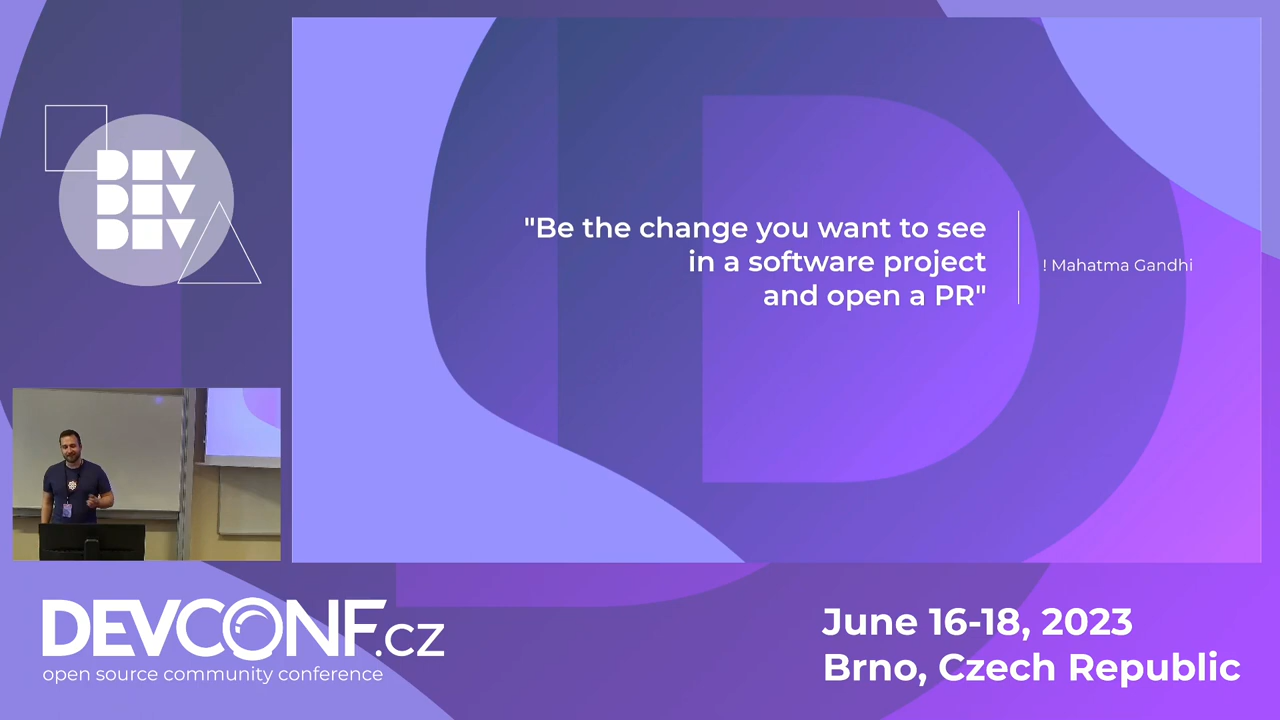 DEV
DEV
DEV
"Be the change you want to see
in a software project
and open a PR"
! Mahatma Gandhi
DEVCONF.cz
open source community conference
June 16-18, 2023
Brno, Czech Republic